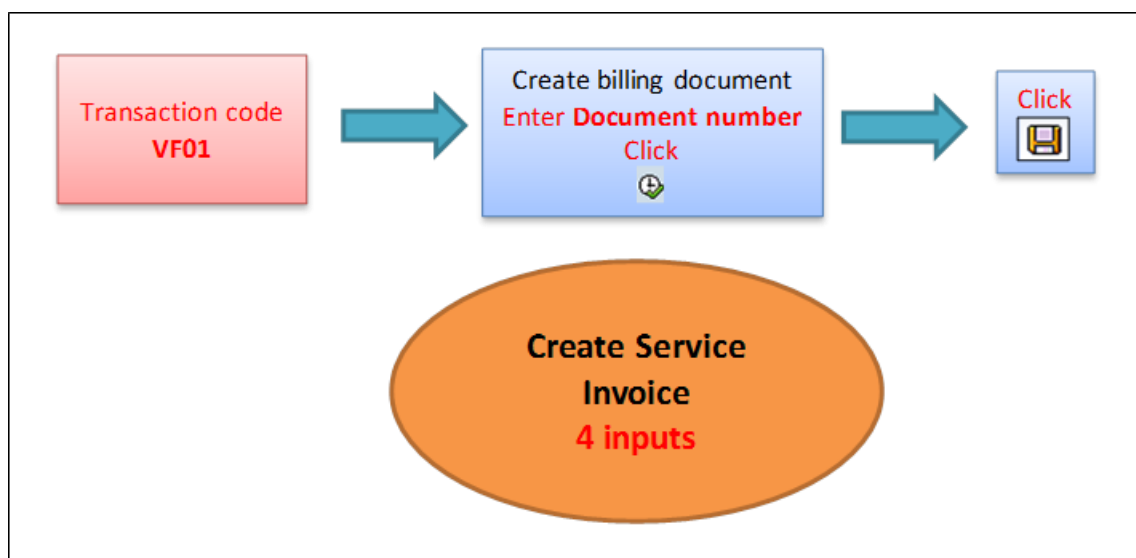 Transaction code
VF01
Create billing document
Enter Document number
Click
Click
Create Service
Invoice
4 inputs